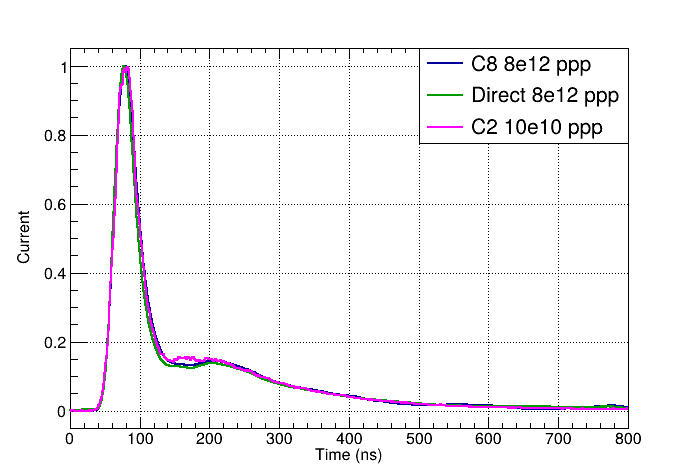 C8 8e12 ppp
Direct 8e12 ppp
C2 10e10 ppp
1
0.8
0.6
0.4
0.2
0
Current
0 100 200 300 400 500 600 700 800
Time (ns)